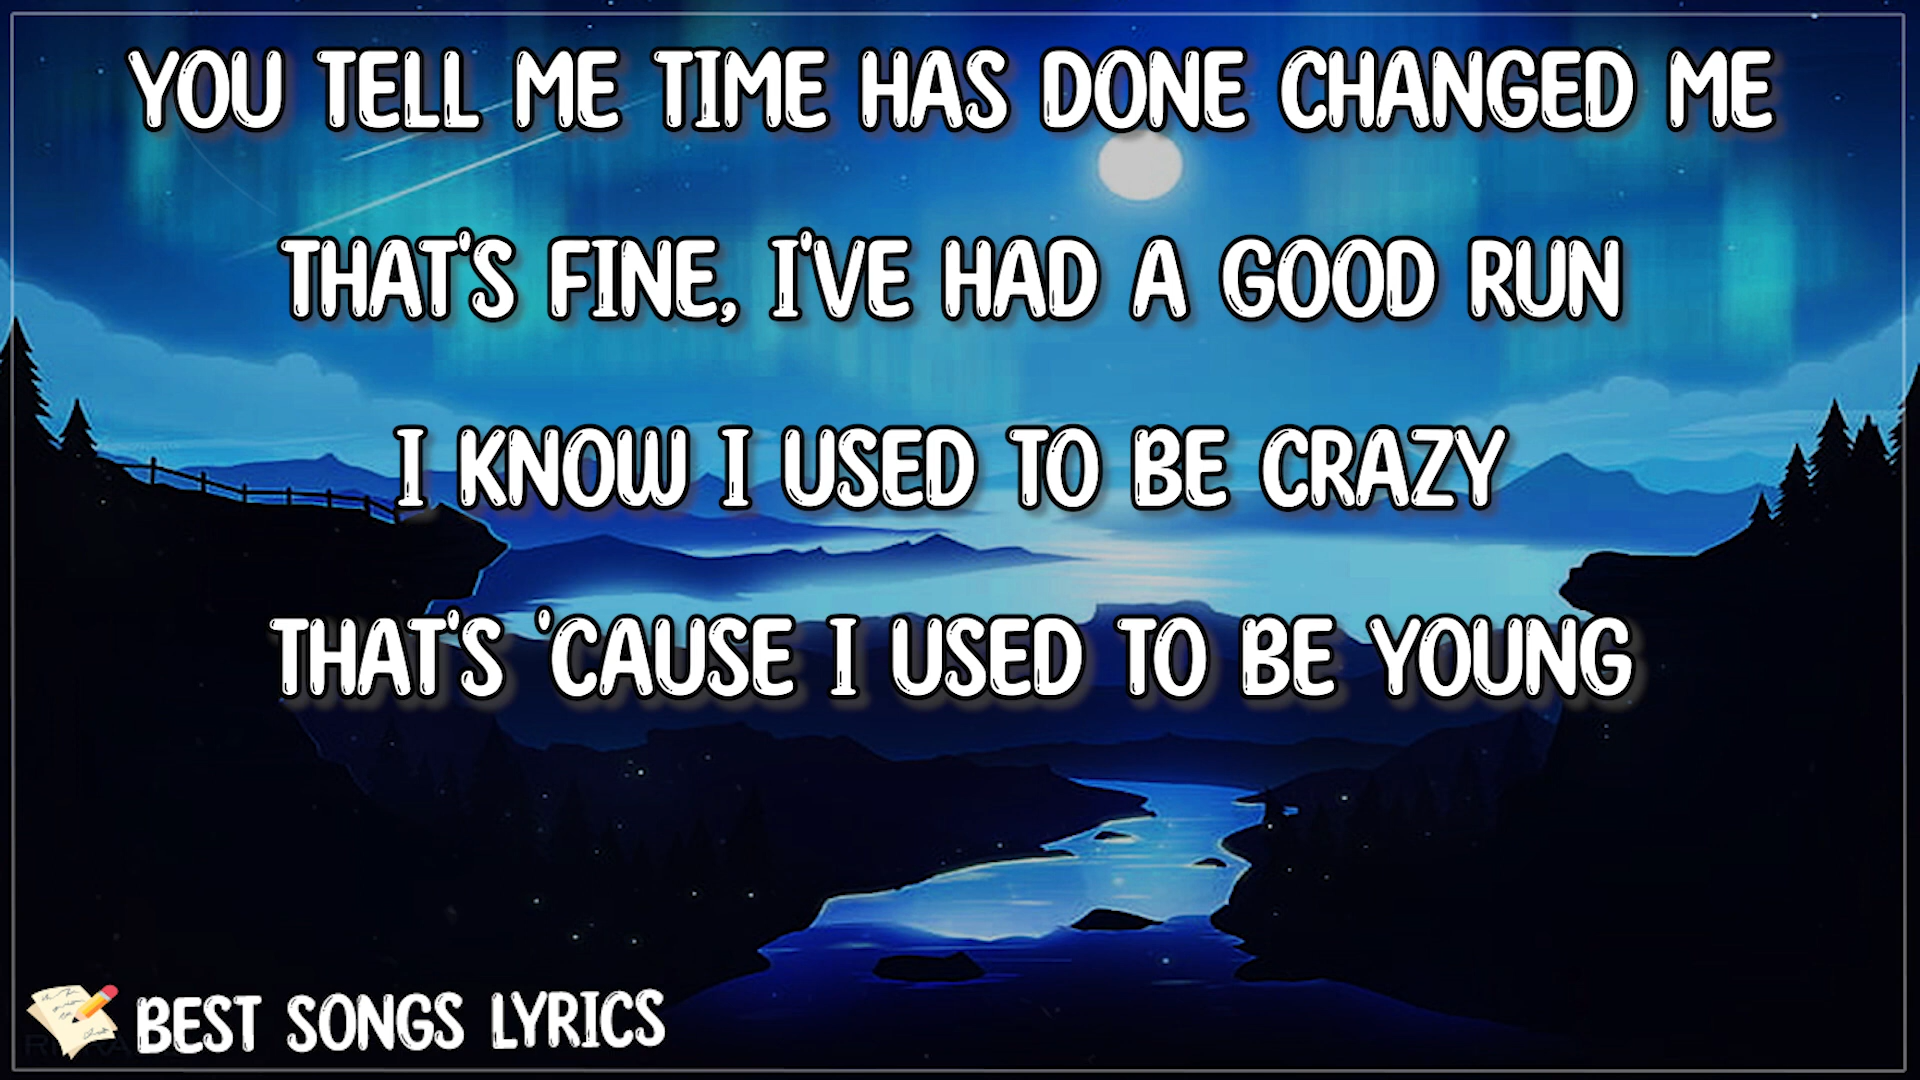 YOU TELL ME TIME HAS DONE CHANGED ME
THAT'S FINE, I'VE HAD A GOOD RUN
I KNOW I USED TO BE CRAZY
THAT'S 'CAUSE I USED TO BE YOUNG
BEST SONGS LYRICS